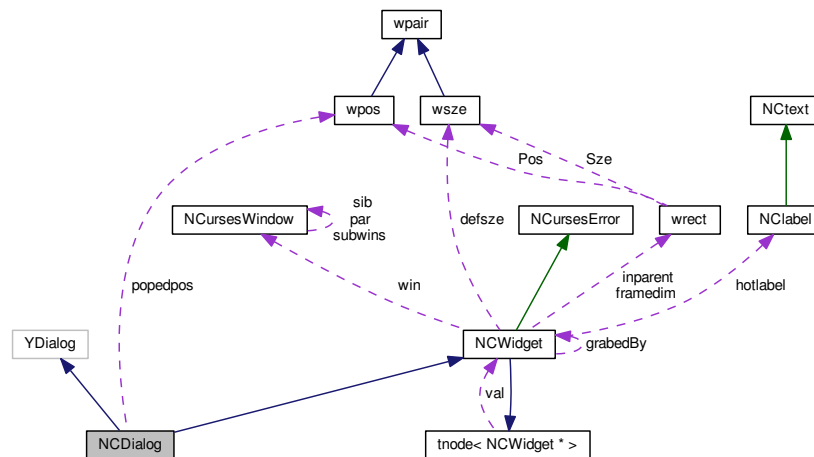 wpair
wpos
wsze
NCtext
Pos
Sze
sib
par
subwins
NCursesWindow
defsze
NCursesError
wrect
NClabel
popedpos
win
inparent
framedim
hotlabel
YDialog
NCWidget
grabedBy
val
NCDialog
tnode< NCWidget * >